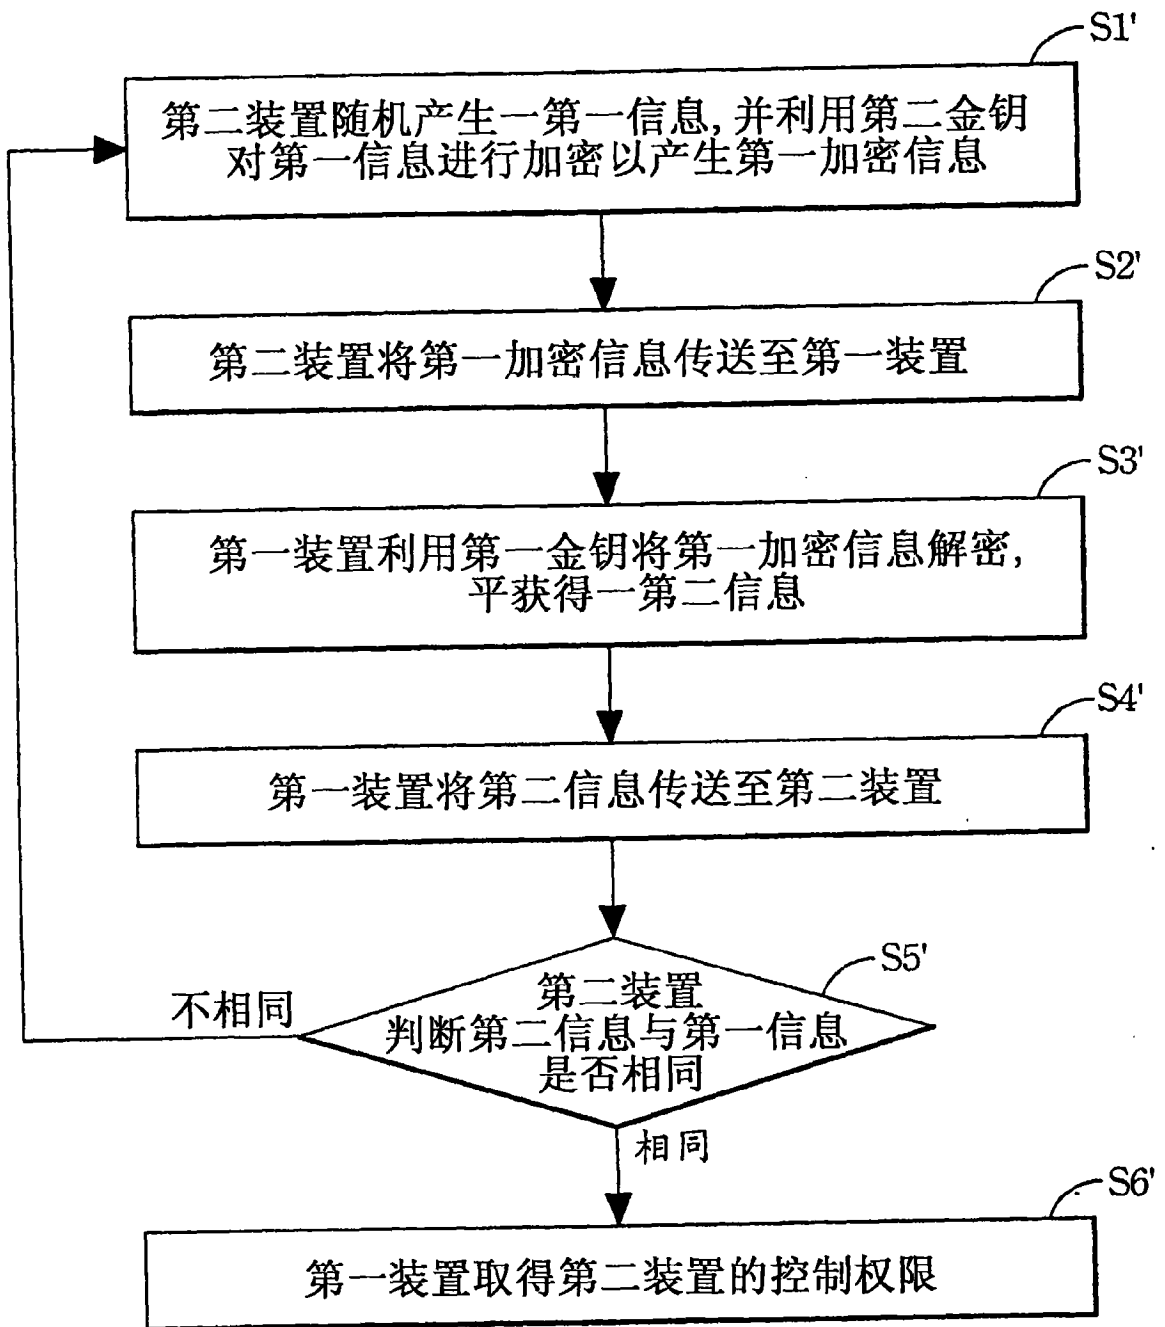 S1'
第二装置随机产生一第一信息,并利用第二金钥
对第一信息进行加密以产生第一加密信息
S2'
第二装置将第一加密信息传送至第一装置
S3'
第一装置利用第一金钥将第一加密信息解密,
平获得一第二信息
S4'
第一装置将第二信息传送至第二装置
S5'
第二装置
判断第二信息与第一信息
是否相同
不相同
相同
S6'
第一装置取得第二装置的控制权限